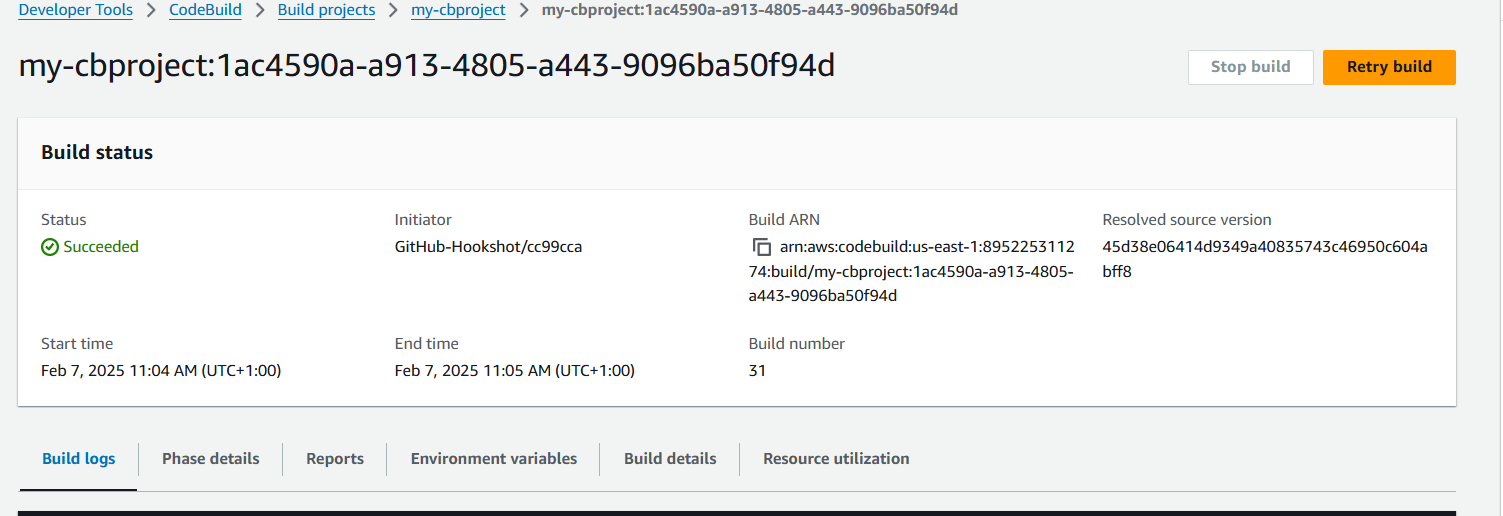 Developer Tools > CodeBuild > Build projects > my-cbproject > my-cbproject:1ac4590a-a913-4805-a443-9096ba50f94d
my-cbproject:1ac4590a-a913-4805-a443-9096ba50f94d
Stop build
Retry build
Build status
Status
Succeeded
Initiator
GitHub-Hookshot/cc99cca
Build ARN
arn:aws:codebuild:us-east-1:8952253112
74:build/my-cbproject:1ac4590a-a913-4805-
a443-9096ba50f94d
Resolved source version
45d38e06414d9349a40835743c46950c604a
bff8
Start time
Feb 7, 2025 11:04 AM (UTC+1:00)
End time
Feb 7, 2025 11:05 AM (UTC+1:00)
Build number
31
Build logs
Phase details
Reports
Environment variables
Build details
Resource utilization